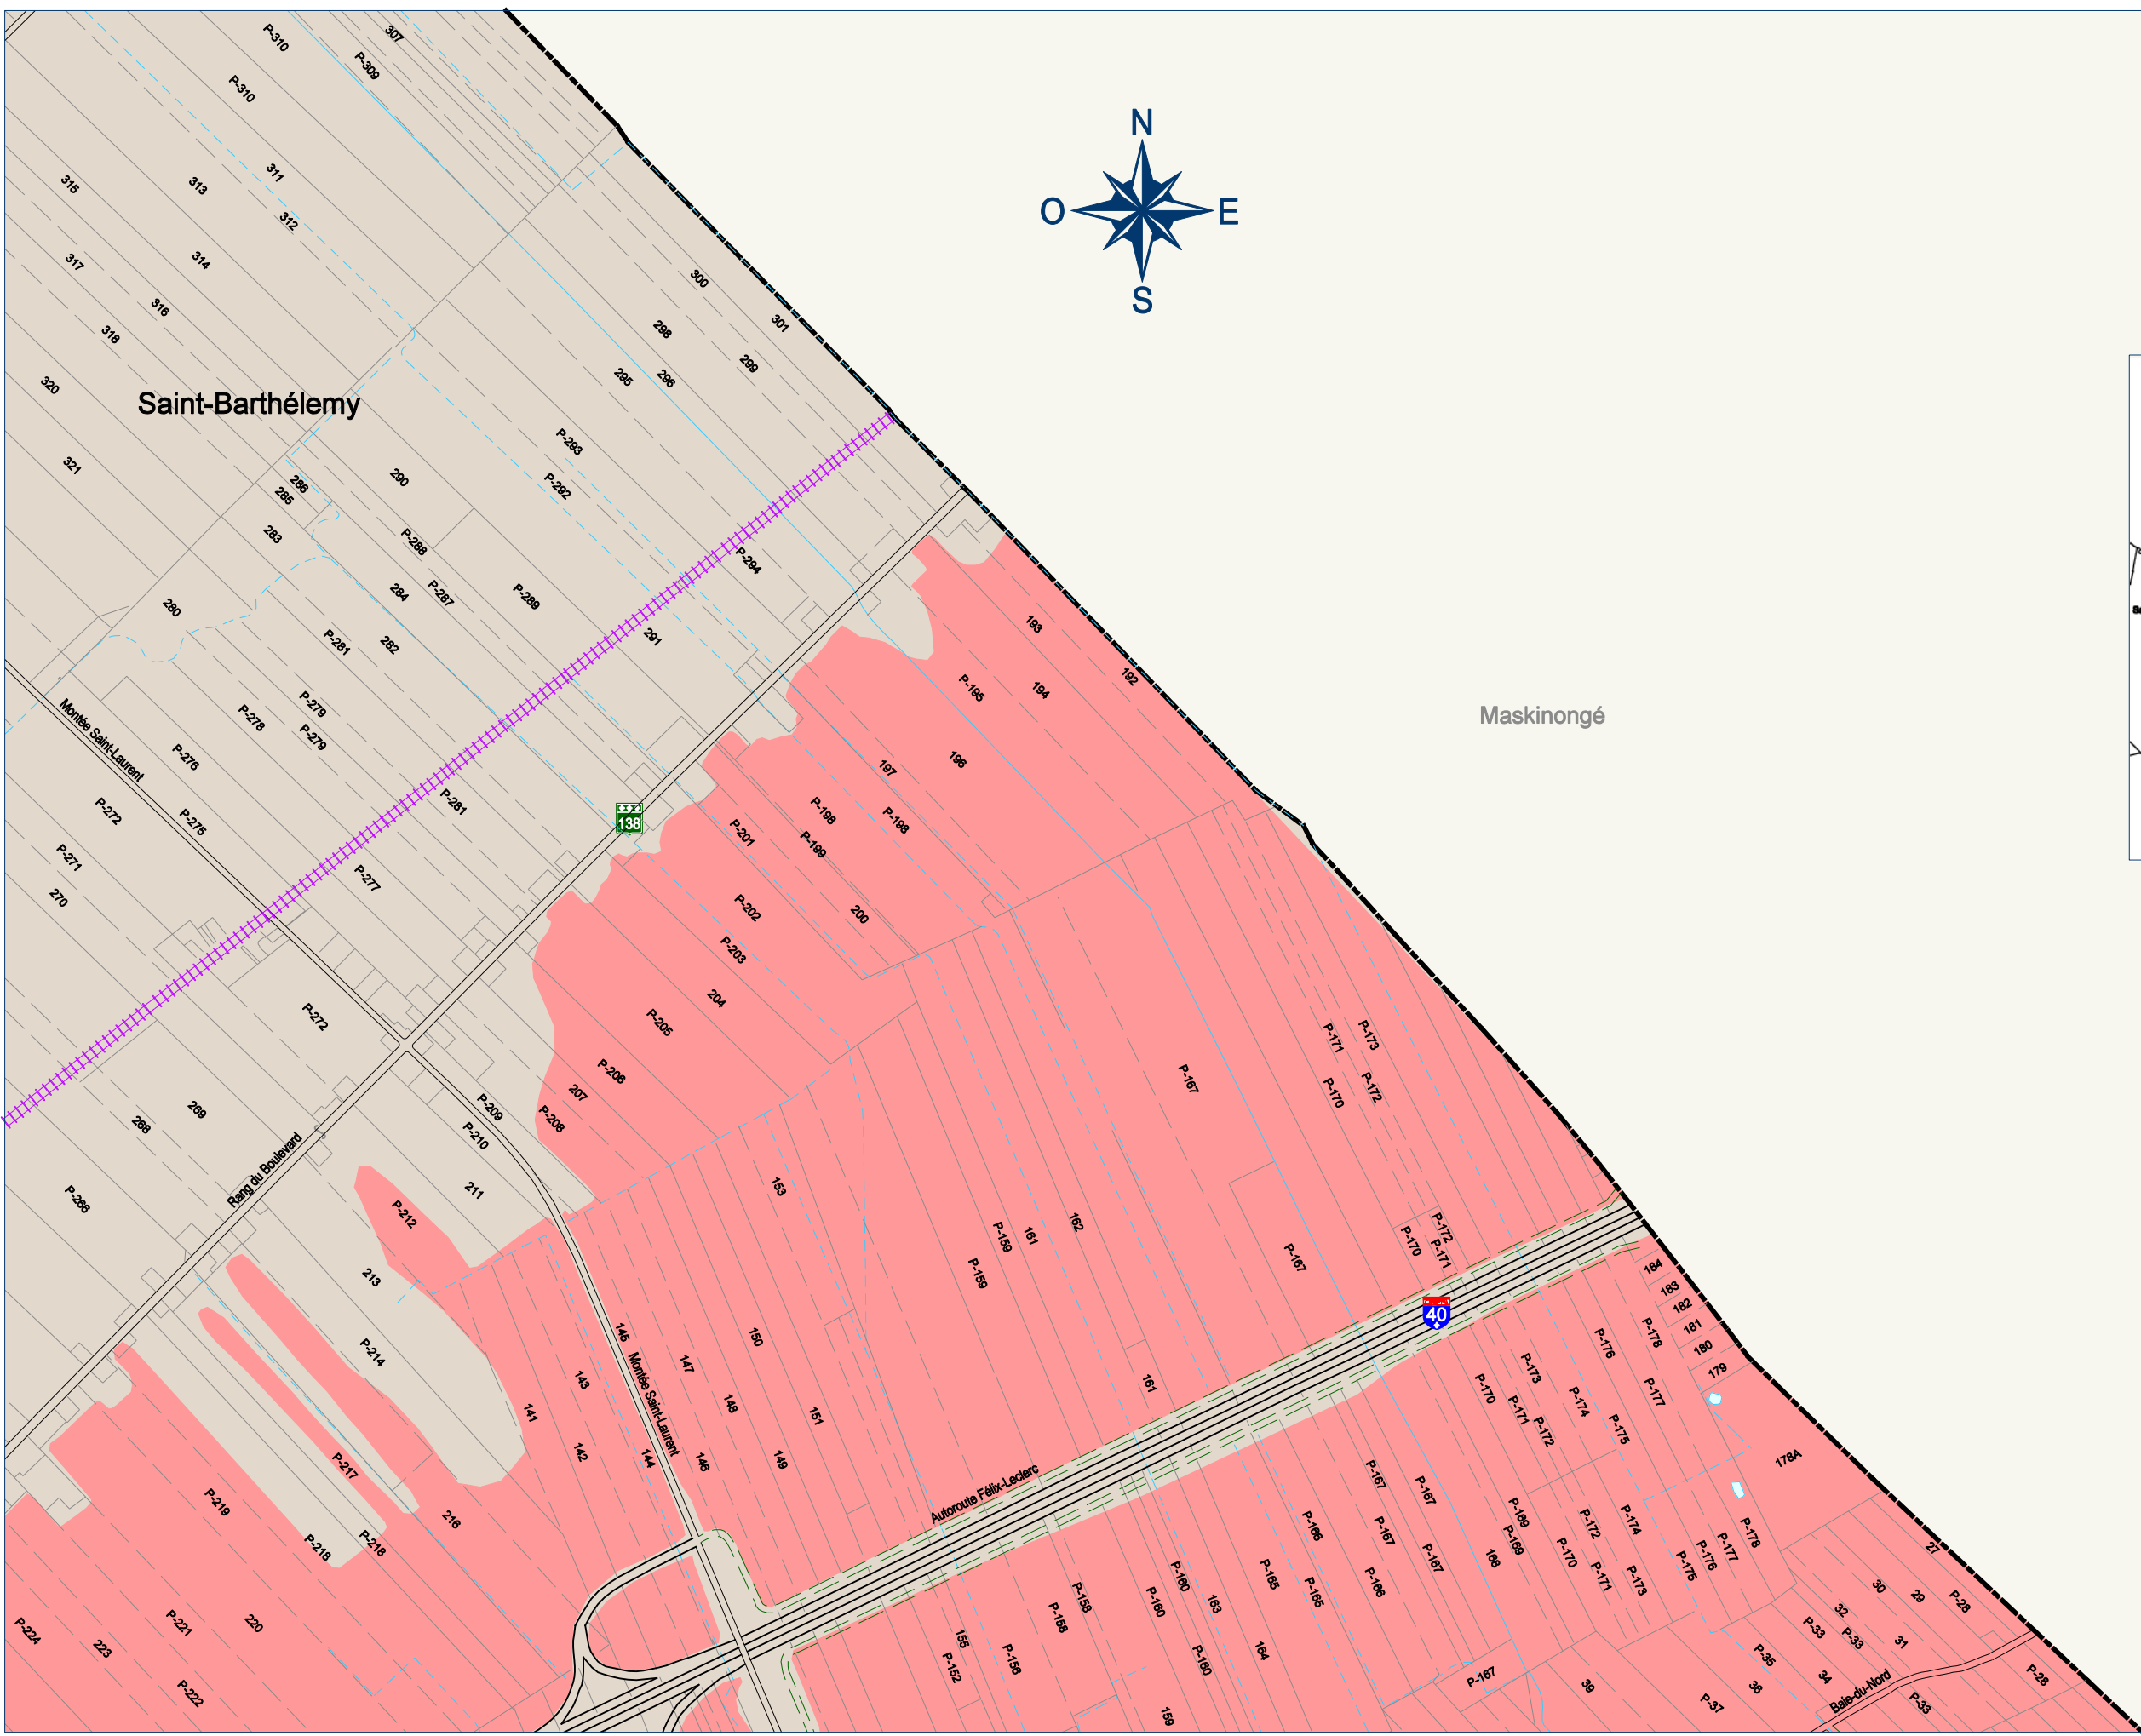 307
P-310
P-309
P-310
N
O
E
S
311
315
313
312
314
317
300
316
301
298
318
299
295
296
320
Saint-Barthélemy
P-293
321
290
286
P-292
285
283
P-288
P-294
284
P-287
P-289
280
193
291
P-281
282
192
P-195
194
P-279
Maskinongé
P-278
P-279
Montée Saint-Laurent
P-276
196
197
P-281
P-272
P-198
P-198
P-275
138
P-201
P-199
P-271
P-277
270
P-202
200
P-203
204
P-272
P-205
P-171
P-173
P-206
P-167
P-172
207
P-170
P-209
269
P-208
268
P-210
Rang du Boulevard
153
211
P-266
P-212
162
P-172
161
P-159
P-170
P-171
P-167
184
P-159
213
183
182
40
181
145
150
P-178
P-176
180
P-214
147
P-173
179
143
161
P-170
P-177
148
P-174
Montée Saint-Laurent
141
151
P-171
P-175
P-172
142
144
146
149
178A
P-217
P-167
P-167
Autoroute Félix-Leclerc
P-219
P-169
216
P-166
P-172
P-174
P-167
P-169
P-178
P-218
P-218
P-177
27
168
P-170
P-176
P-167
P-175
P-165
P-160
P-171
P-173
P-166
30
29
P-158
P-165
P-160
163
P-28
32
P-158
P-221
220
P-33
P-33
P-224
155
164
31
223
P-35
P-156
P-160
P-152
P-167
34
P-28
39
36
P-222
Baie-du-Nord
P-37
P-33
159